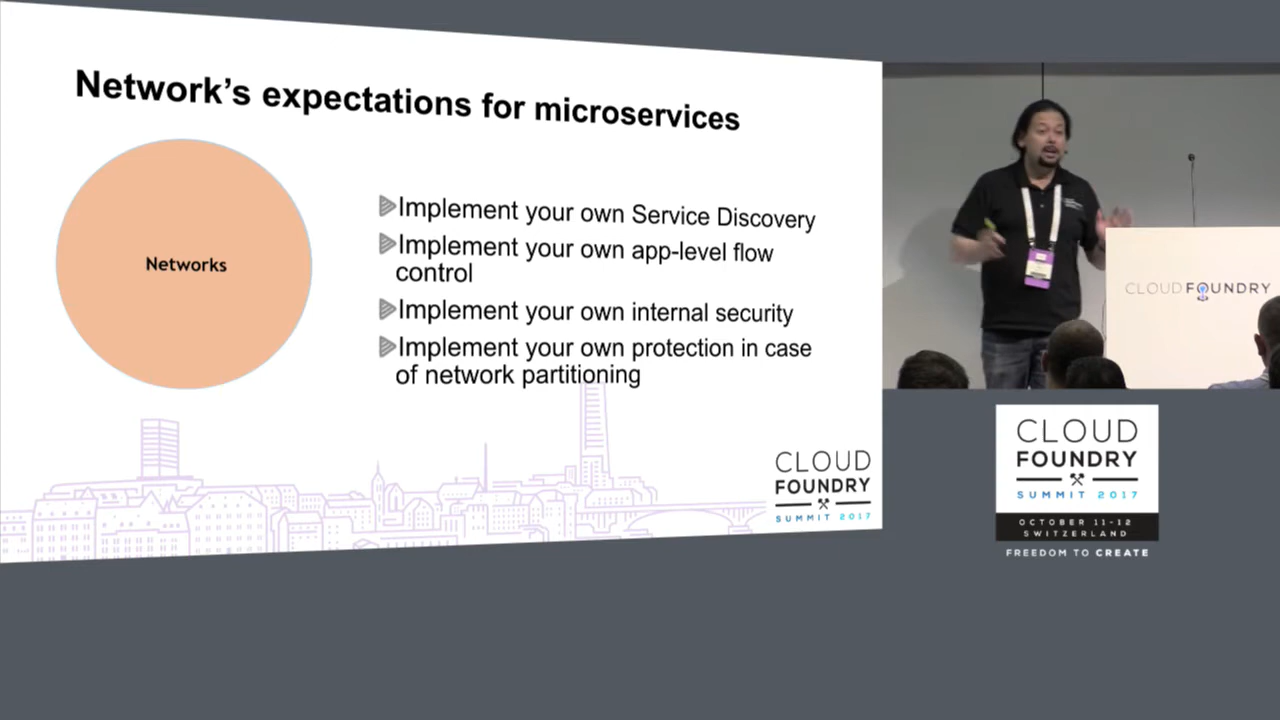 Network's expectations for microservices
Networks
Implement your own Service Discovery
Implement your own app-level flow
control
Implement your own internal security
Implement your own protection in case
of network partitioning
CLOUD
FOUNDRY
SUMMIT 2017
CLOUD FOUNDRY
CLOUD
FOUNDRY
SUMMIT 2017
OCTOBER 11-12
SWITZERLAND
FREEDOM TO CREATE